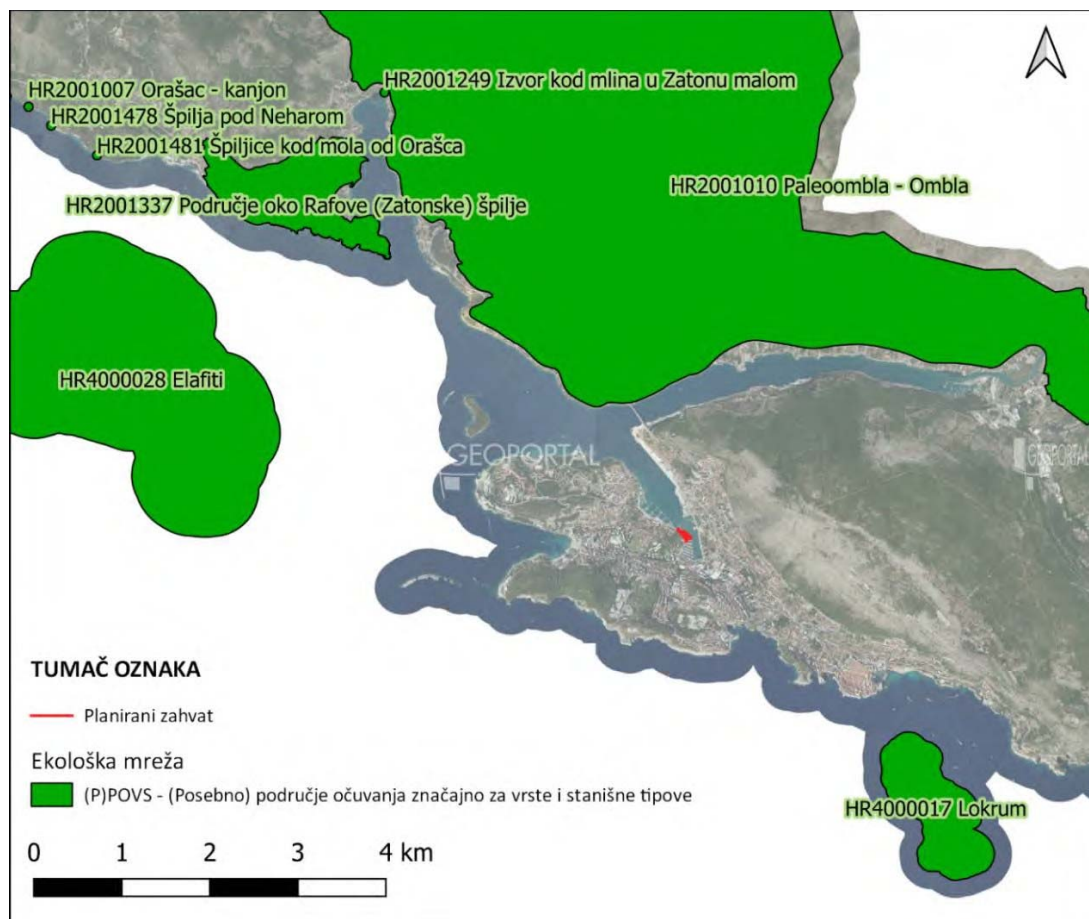 HR2001249 Izvor kod mlina u Zatonu malom
HR2001007 Orašac - kanjon
HR2001478 Špilja pod Neharom
HR2001481 Špiljice kod mola od Orašca
HR2001010 Paleoombla - Ombla
HR2001337 Područje oko Rafove (Zatonske) špilje
HR4000028 Elafiti
GEOPORTAL
GEOPORTAL
TUMAČ OZNAKA
Planirani zahvat
Ekološka mreža
(P)POVS - (Posebno) područje očuvanja značajno za vrste i stanišne tipove
HR4000017 Lokrum
0 1 2 3 4 km